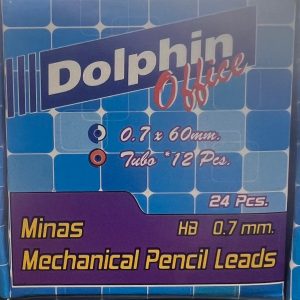 Dolphin
Office
0.7 x 60mm.
Tubo *12 Pcs.
24 Pcs.
Minas HB 0.7 mm.
Mechanical Pencil Leads